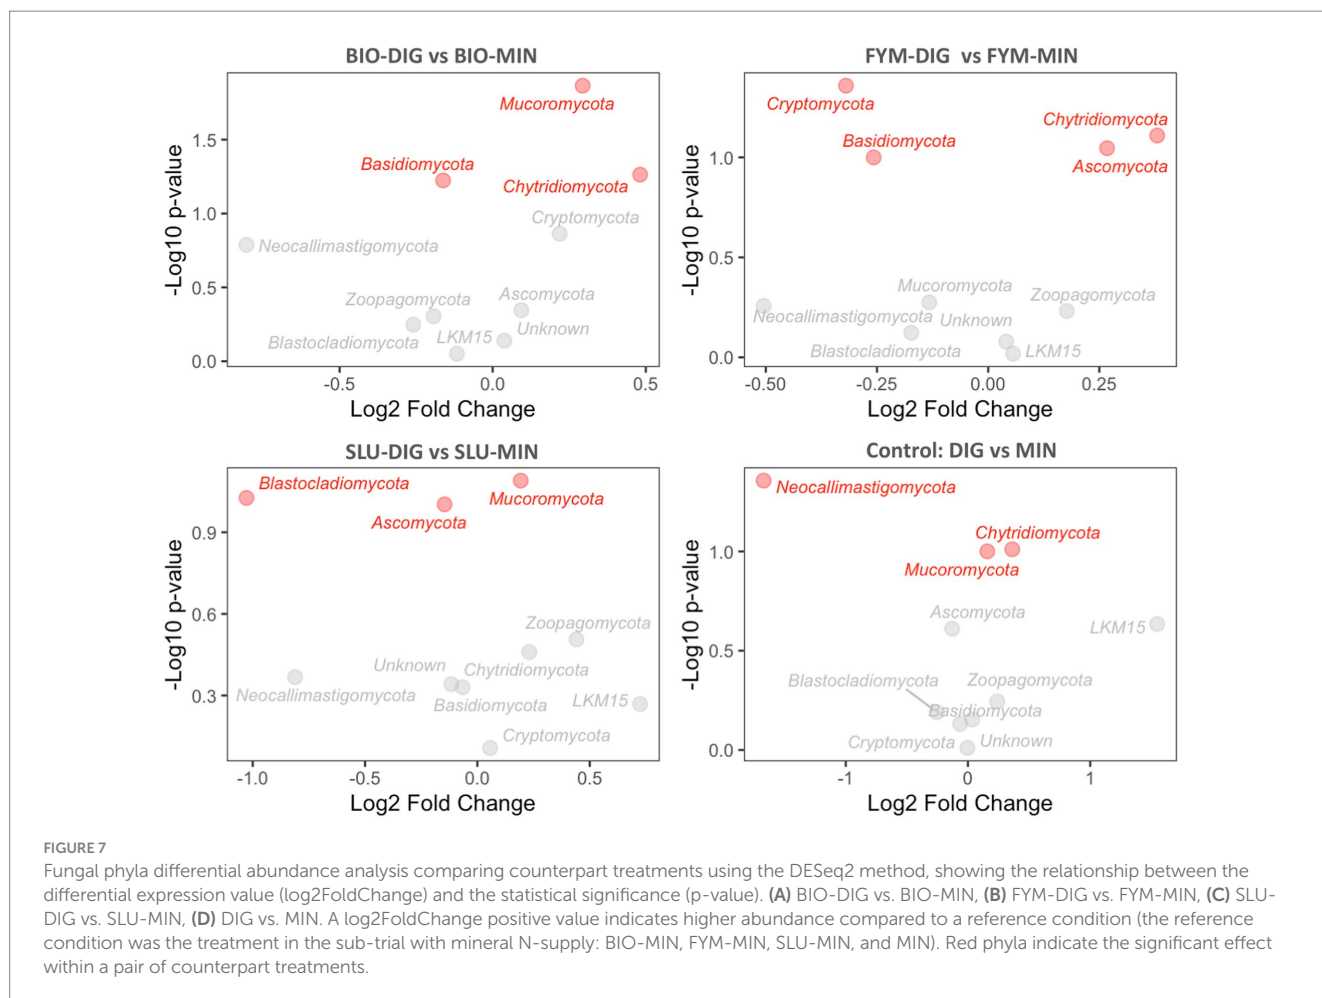 BIO-DIG vs BIO-MIN
-Log10 p-value
1.5
1.0
0.5
0.0
Mucoromycota
Basidiomycota
Chytridiomycota
Cryptomycota
Neocallimastigomycota
Zoopagomycota
Ascomycota
Blastocladiomycota
LKM15
Unknown
-0.5
0.0
0.5
Log2 Fold Change
FYM-DIG vs FYM-MIN
-Log10 p-value
1.0
0.5
0.0
Cryptomycota
Chytridiomycota
Basidiomycota
Ascomycota
Mucoromycota
Zoopagomycota
Neocallimastigomycota
Unknown
Blastocladiomycota
LKM15
-0.50
-0.25
0.00
0.25
Log2 Fold Change
SLU-DIG vs SLU-MIN
-Log10 p-value
0.9
0.6
0.3
Blastocladiomycota
Mucoromycota
Ascomycota
Zoopagomycota
Unknown
Chytridiomycota
Neocallimastigomycota
Basidiomycota
LKM15
Cryptomycota
-1.0
-0.5
0.0
0.5
Log2 Fold Change
Control: DIG vs MIN
-Log10 p-value
1.0
0.5
0.0
Neocallimastigomycota
Chytridiomycota
Mucoromycota
Ascomycota
LKM15
Blastocladiomycota
Zoopagomycota
Basidiomycota
Cryptomycota
Unknown
-1
0
1
Log2 Fold Change
FIGURE 7
Fungal phyla differential abundance analysis comparing counterpart treatments using the DESeq2 method, showing the relationship between the
differential expression value (log2FoldChange) and the statistical significance (p-value). (A) BIO-DIG vs. BIO-MIN, (B) FYM-DIG vs. FYM-MIN, (C) SLU-
DIG vs. SLU-MIN, (D) DIG vs. MIN. A log2FoldChange positive value indicates higher abundance compared to a reference condition (the reference
condition was the treatment in the sub-trial with mineral N-supply: BIO-MIN, FYM-MIN, SLU-MIN, and MIN). Red phyla indicate the significant effect
within a pair of counterpart treatments.